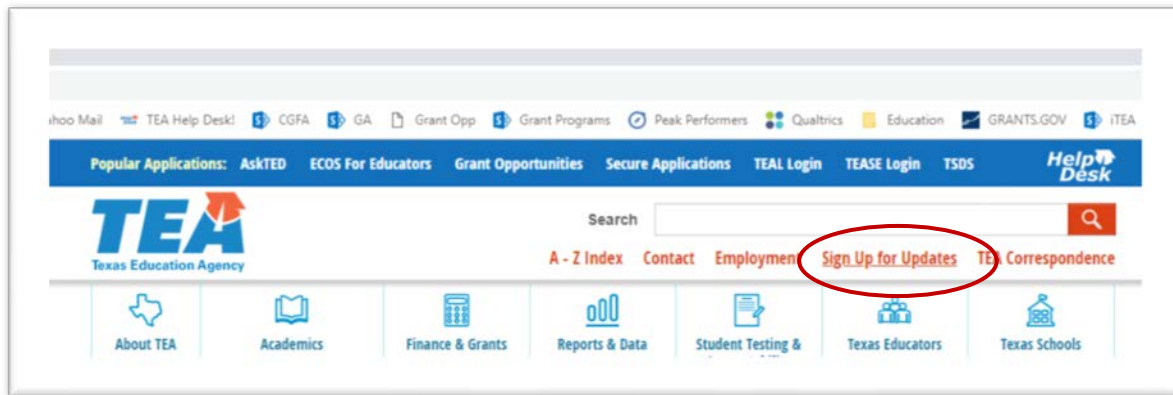 ahoo Mail TEA Help Desk! CGFA GA Grant Opp Grant Programs Peak Performers Qualtrics Education GRANTS.GOV iTEA
Popular Applications: AskTED ECOS For Educators Grant Opportunities Secure Applications TEAL Login TEASE Login TSDS Help Desk
TEA
Texas Education Agency
Search
A - Z Index Contact Employment Sign Up for Updates TEA Correspondence
About TEA Academics Finance & Grants Reports & Data Student Testing & Texas Educators Texas Schools